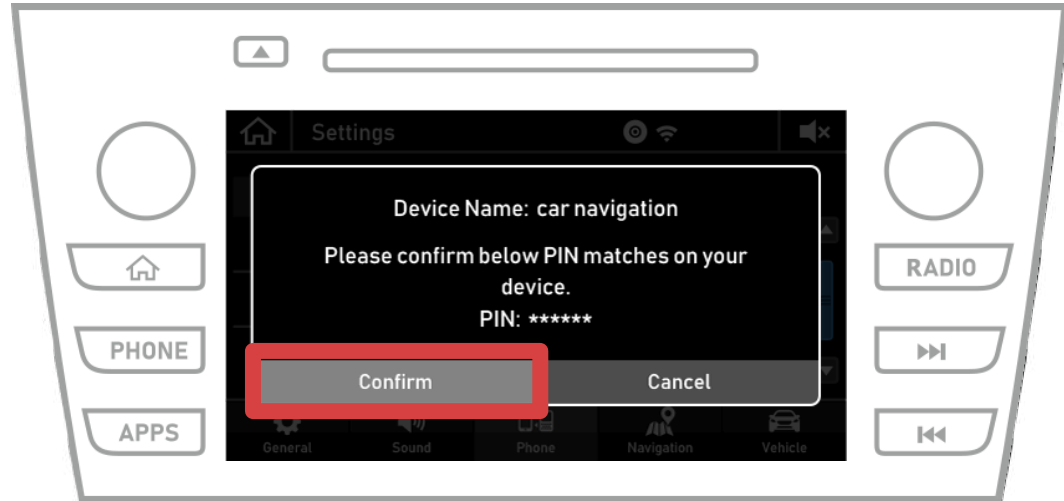 Settings
Device Name: car navigation
Please confirm below PIN matches on your
device.
PIN: ******
Confirm
Cancel
General
Sound
Phone
Navigation
Vehicle
PHONE
APPS
RADIO